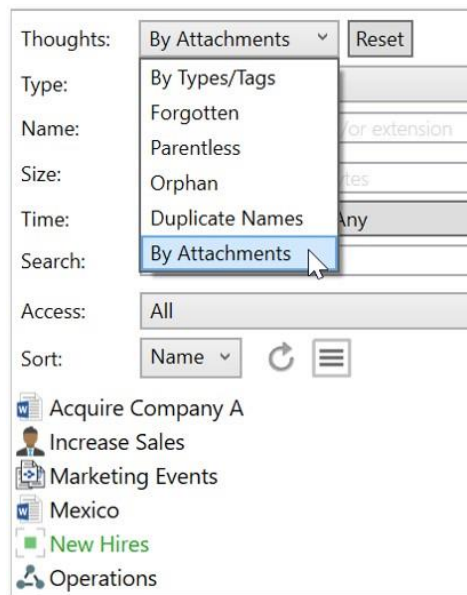 Thoughts: By Attachments Reset
By Types/Tags
Type:
Forgotten
Name: /or extension
Parentless
Size:
Orphan
Time: Duplicate Names Any
Search: By Attachments
Access: All
Sort: Name
Acquire Company A
Increase Sales
Marketing Events
Mexico
New Hires
Operations